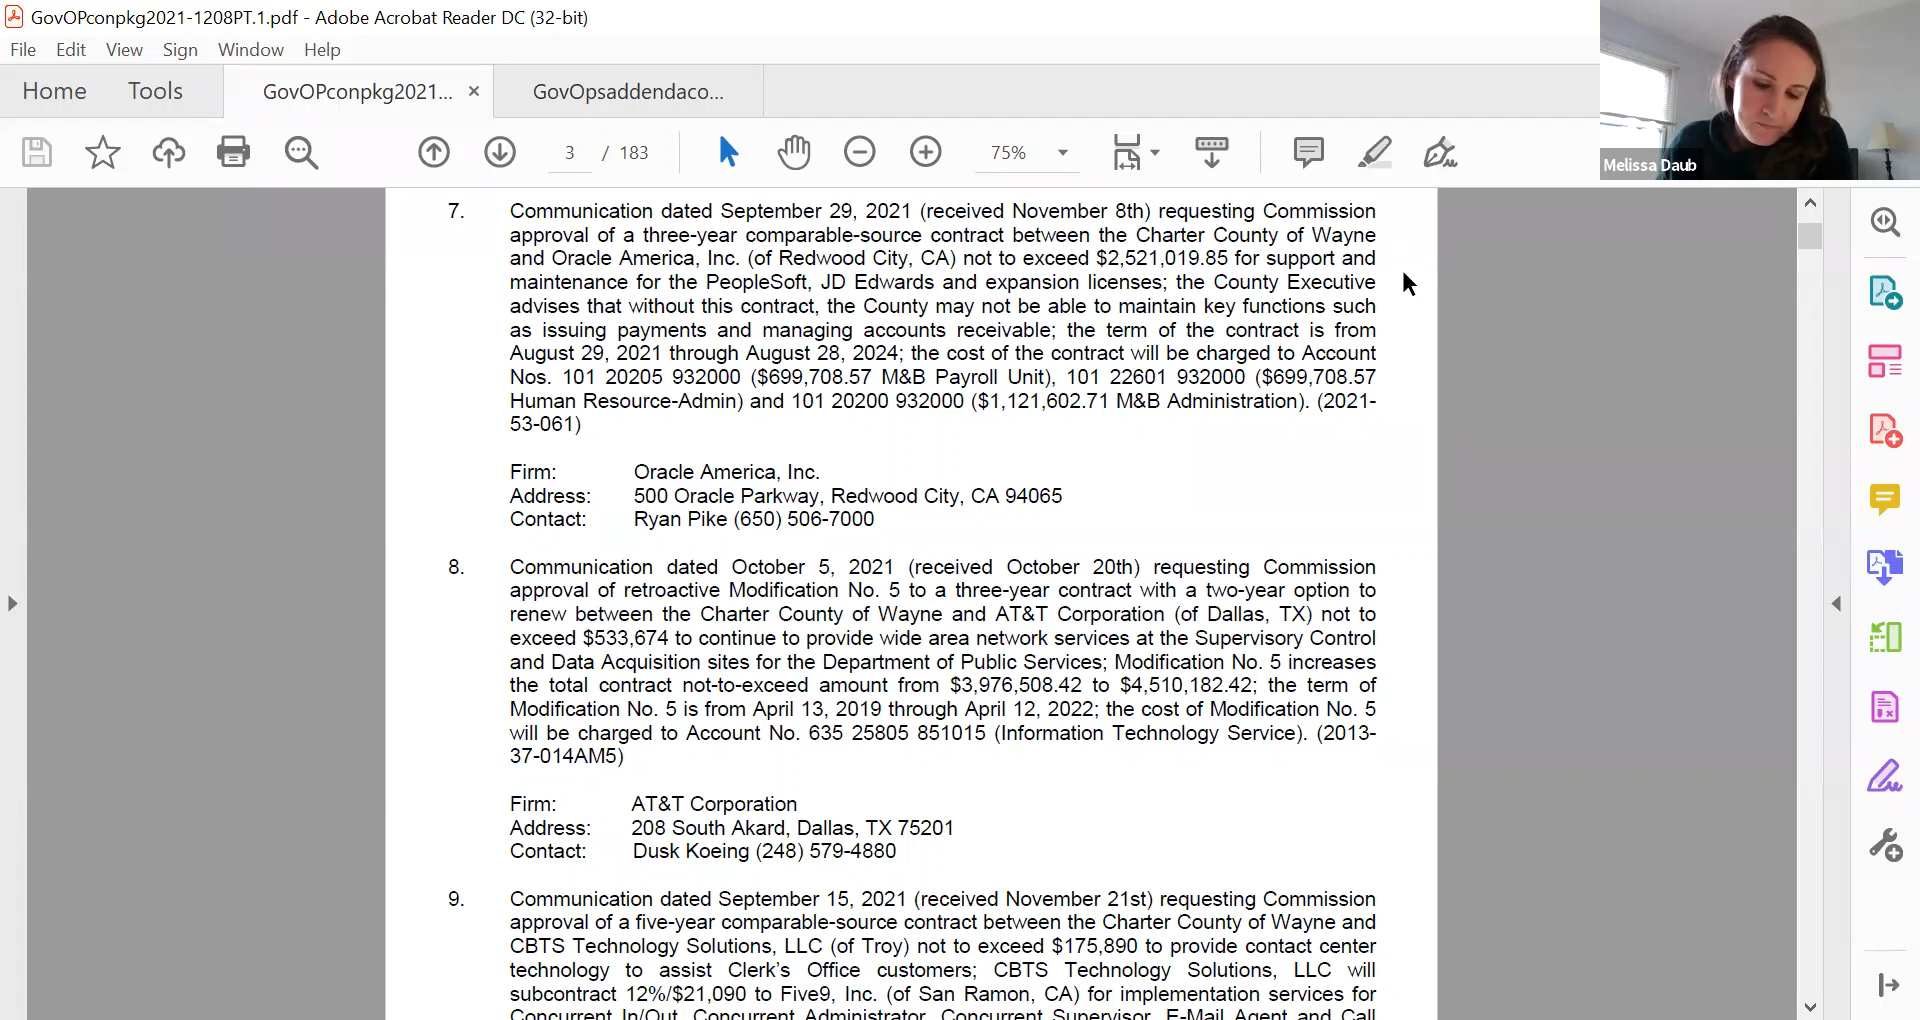 GovOPconpkg2021-1208PT.1.pdf - Adobe Acrobat Reader DC (32-bit)
File Edit View Sign Window Help
Home Tools GovOPconpkg2021... × GovOpsaddendaco...
3 / 183 75%
Melissa Daub
7. Communication dated September 29, 2021 (received November 8th) requesting Commission
approval of a three-year comparable-source contract between the Charter County of Wayne
and Oracle America, Inc. (of Redwood City, CA) not to exceed $2,521,019.85 for support and
maintenance for the PeopleSoft, JD Edwards and expansion licenses; the County Executive
advises that without this contract, the County may not be able to maintain key functions such
as issuing payments and managing accounts receivable; the term of the contract is from
August 29, 2021 through August 28, 2024; the cost of the contract will be charged to Account
Nos. 101 20205 932000 ($699,708.57 M&B Payroll Unit), 101 22601 932000 ($699,708.57
Human Resource-Admin) and 101 20200 932000 ($1,121,602.71 M&B Administration). (2021-
53-061)
Firm: Oracle America, Inc.
Address: 500 Oracle Parkway, Redwood City, CA 94065
Contact: Ryan Pike (650) 506-7000
8. Communication dated October 5, 2021 (received October 20th) requesting Commission
approval of retroactive Modification No. 5 to a three-year contract with a two-year option to
renew between the Charter County of Wayne and AT&T Corporation (of Dallas, TX) not to
exceed $533,674 to continue to provide wide area network services at the Supervisory Control
and Data Acquisition sites for the Department of Public Services; Modification No. 5 increases
the total contract not-to-exceed amount from $3,976,508.42 to $4,510,182.42; the term of
Modification No. 5 is from April 13, 2019 through April 12, 2022; the cost of Modification No. 5
will be charged to Account No. 635 25805 851015 (Information Technology Service). (2013-
37-014AM5)
Firm: AT&T Corporation
Address: 208 South Akard, Dallas, TX 75201
Contact: Dusk Koeing (248) 579-4880
9. Communication dated September 15, 2021 (received November 21st) requesting Commission
approval of a five-year comparable-source contract between the Charter County of Wayne and
CBTS Technology Solutions, LLC (of Troy) not to exceed $175,890 to provide contact center
technology to assist Clerk's Office customers; CBTS Technology Solutions, LLC will
subcontract 12%/$21,090 to Five9, Inc. (of San Ramon, CA) for implementation services for
Concurrent In/Out, Concurrent Administrator, Concurrent Supervisor, E-Mail Agent and Call